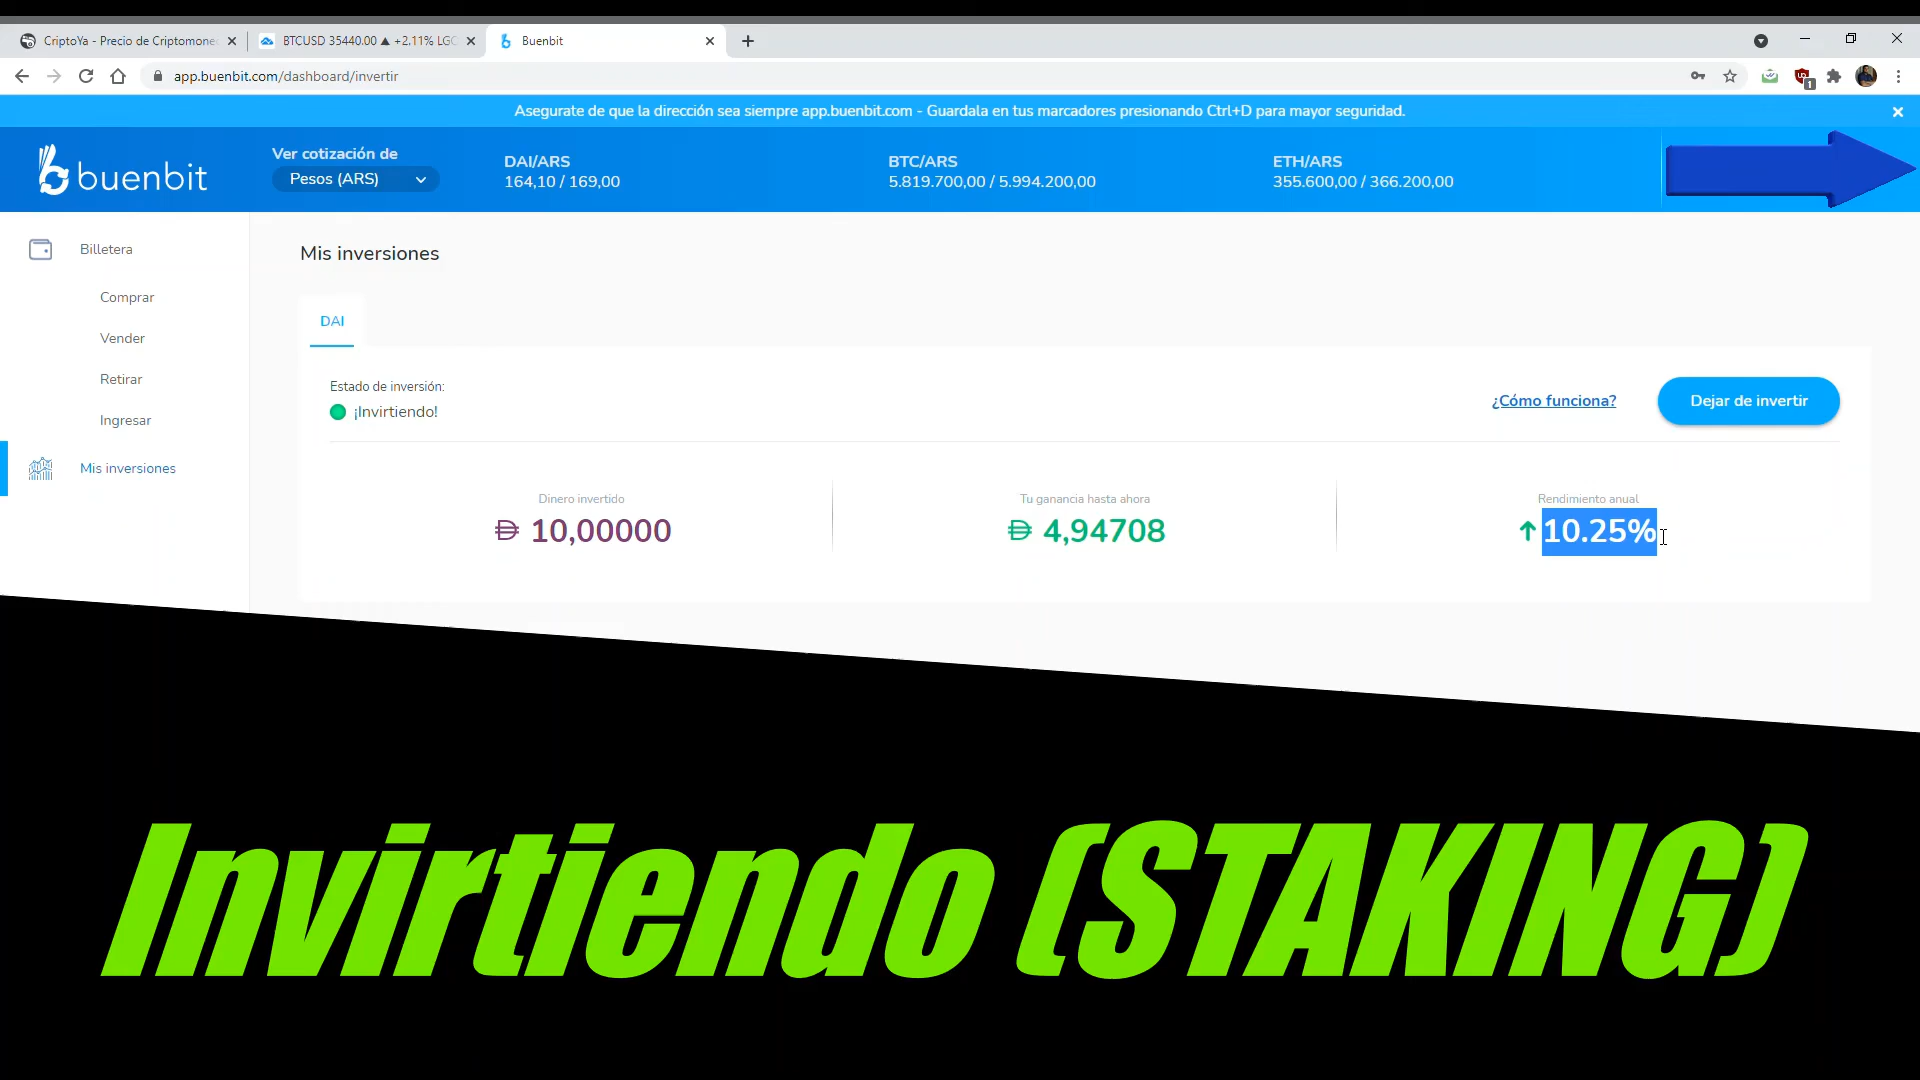 CriptoYa - Precio de Criptomone
BTCUSD 35440.00 ▲ +2.11% LGC
Buenbit
app.buenbit.com/dashboard/invertir
1
Asegurate de que la dirección sea siempre app.buenbit.com - Guardala en tus marcadores presionando Ctrl+D para mayor seguridad.
buenbit
Ver cotización de
Pesos (ARS)
DAI/ARS
164,10 / 169,00
BTC/ARS
5.819.700,00 / 5.994.200,00
ETH/ARS
355.600,00 / 366.200,00
Billetera
Comprar
Vender
Retirar
Ingresar
Mis inversiones
Mis inversiones
DAI
Estado de inversión:
¡Invirtiendo!
¿Cómo funciona?
Dejar de invertir
Dinero invertido
10,00000
Tu ganancia hasta ahora
4,94708
Rendimiento anual
10.25%
Invirtiendo (STAKING)